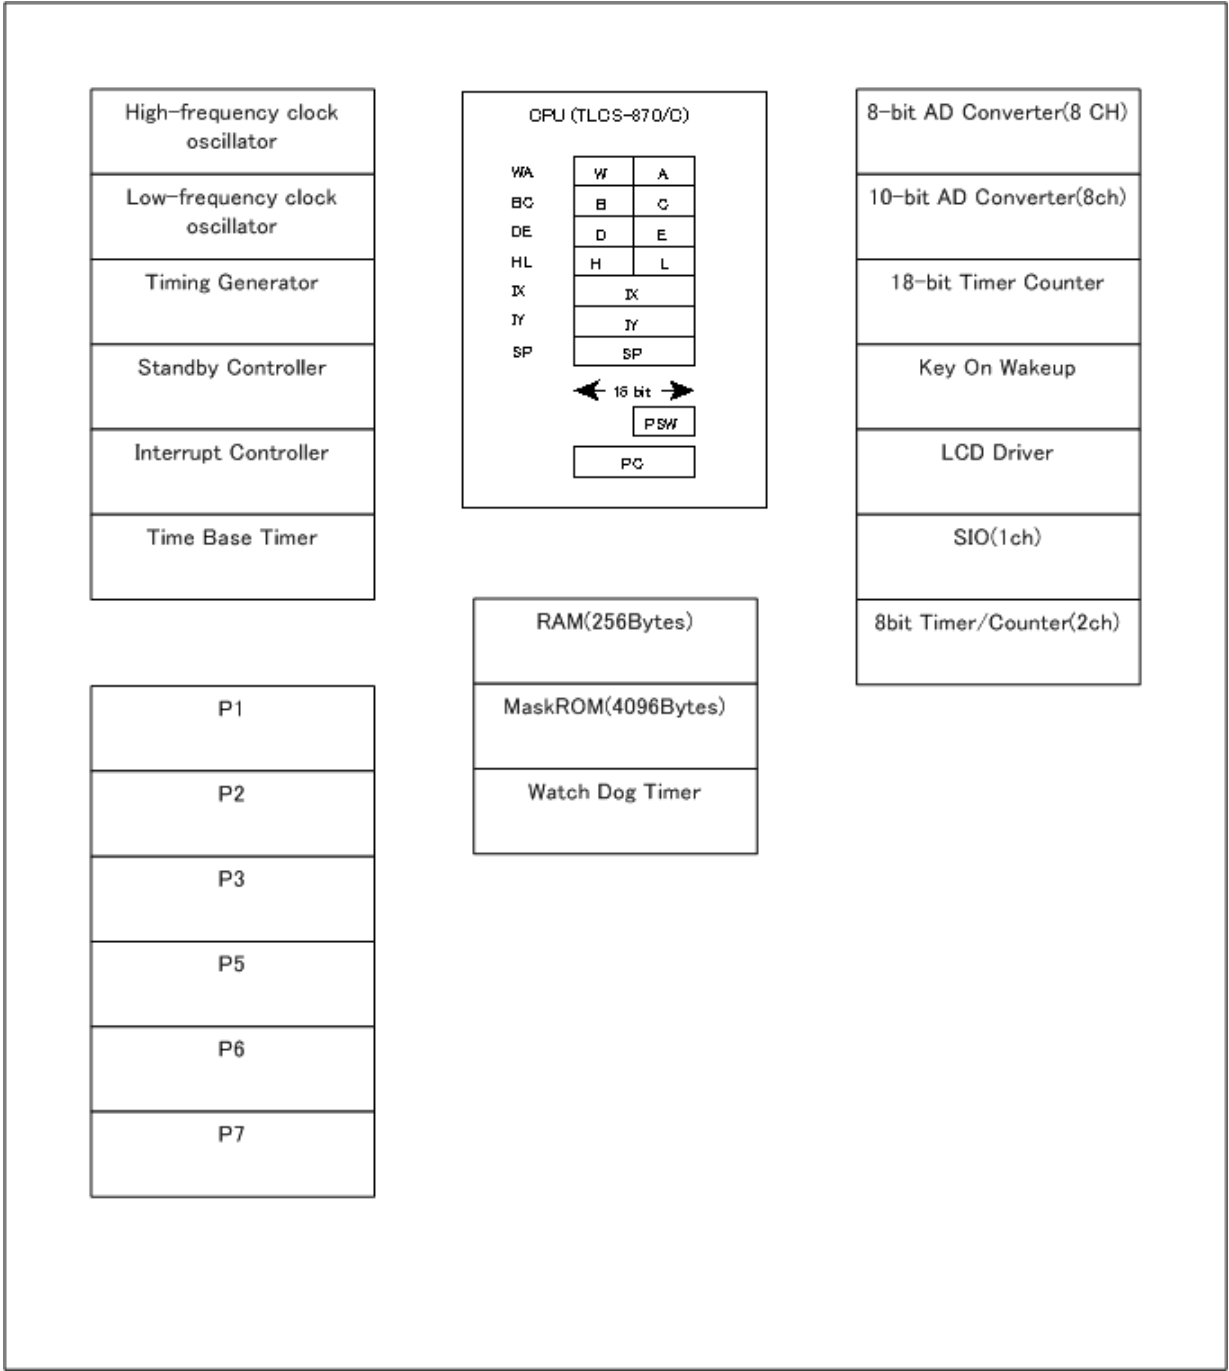 High-frequency clock
oscillator
Low-frequency clock
oscillator
Timing Generator
Standby Controller
Interrupt Controller
Time Base Timer
P1
P2
P3
P5
P6
P7
CPU (TLCS-870/C)
WA W A
BC B C
DE D E
HL H L
IX IX
IY IY
SP SP
16 bit
PSW
PC
RAM(256Bytes)
MaskROM(4096Bytes)
Watch Dog Timer
8-bit AD Converter(8 CH)
10-bit AD Converter(8ch)
18-bit Timer Counter
Key On Wakeup
LCD Driver
SIO(1ch)
8bit Timer/Counter(2ch)